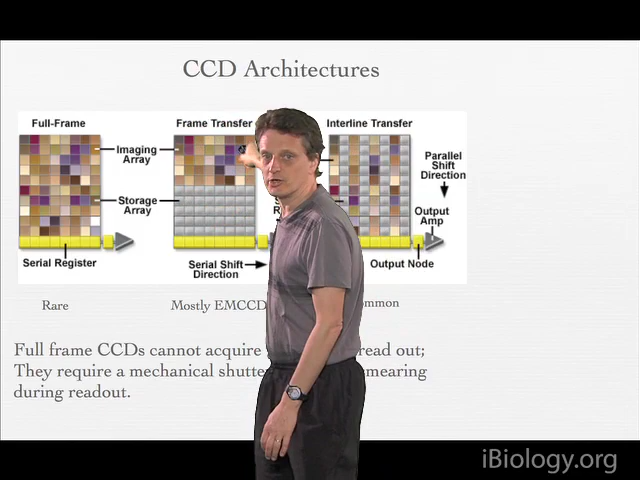 CCD Architectures
Full-Frame
Frame Transfer
Interline Transfer
Imaging
Array
Parallel
Shift
Direction
Storage
Array
Output
Amp
Serial Register
Serial Shift
Direction
Output Node
Rare
Mostly EMCCD
Full frame CCDs cannot acquire
read out;
They require a mechanical
during readout.
iBiology.org